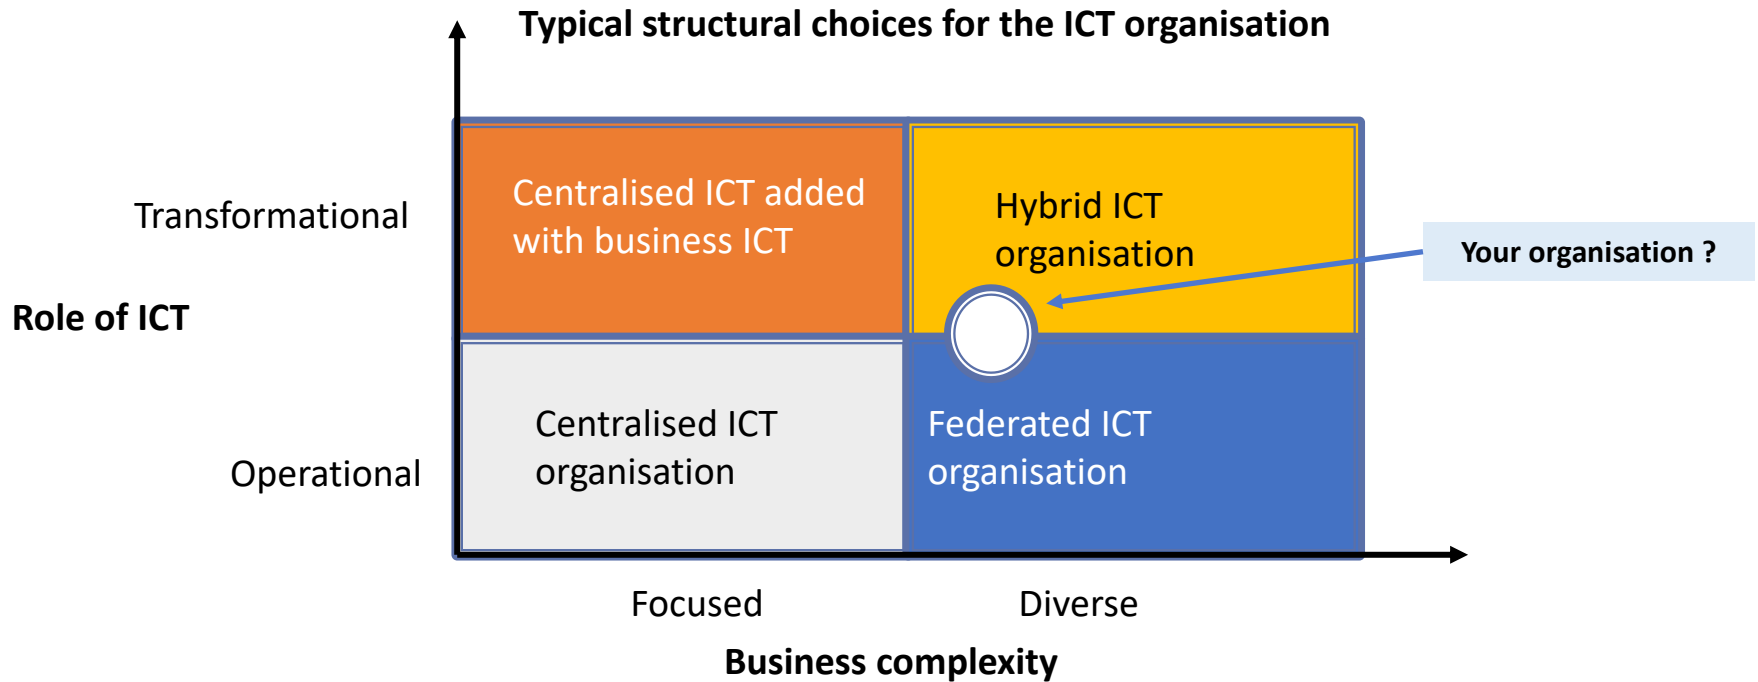 Typical structural choices for the ICT organisation
Transformational
Centralised ICT added
with business ICT
Hybrid ICT
organisation
Your organisation ?
Role of ICT
Operational
Centralised ICT
organisation
Federated ICT
organisation
Focused
Diverse
Business complexity